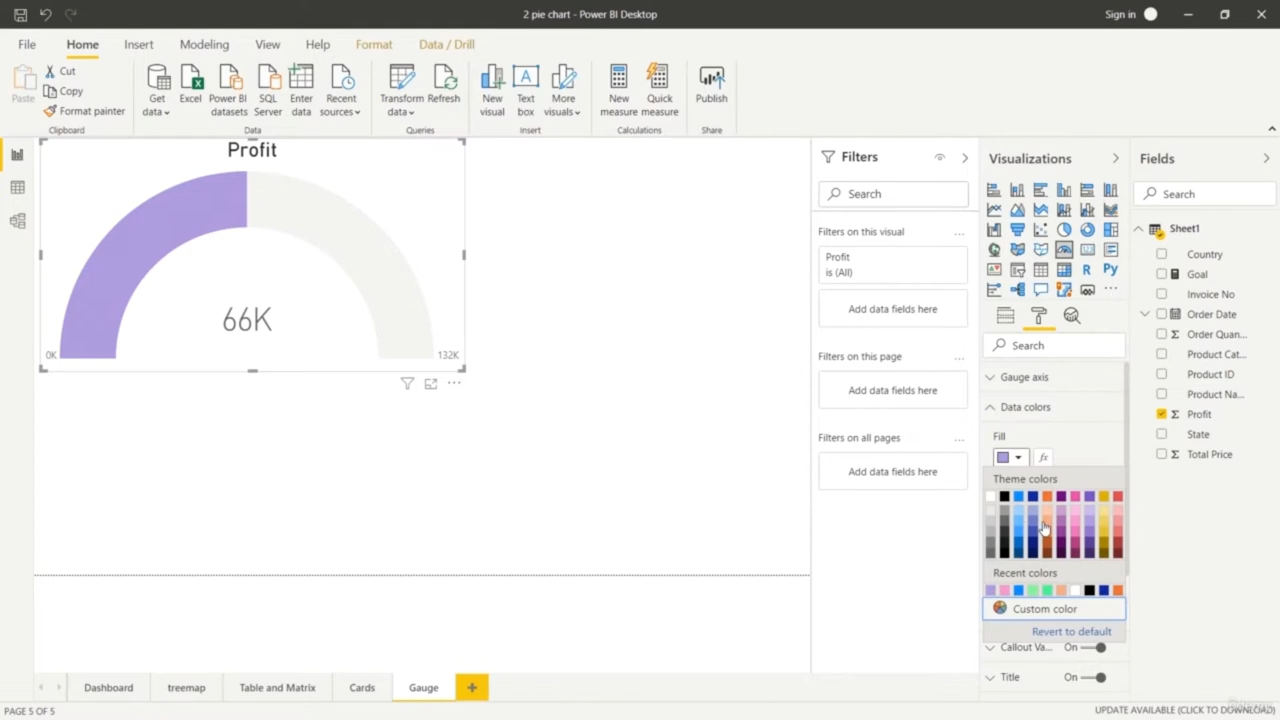 2 pie chart - Power BI Desktop
Sign in
File Home Insert Modeling View Help Format Data / Drill
Paste
Cut
Copy
Format painter
Clipboard
Get data
Excel
Power BI datasets
SQL Server
Enter data
Recent sources
Data
Transform data
Refresh
Queries
New visual
Text box
More visuals
Insert
New measure
Quick measure
Calculations
Publish
Share
Profit
66K
0K
132K
Filters
Search
Filters on this visual
...
Profit
is (All)
Add data fields here
Filters on this page
...
Add data fields here
Filters on all pages
...
Add data fields here
Visualizations
R
Py
...
Search
Gauge axis
Data colors
Fill
fx
Theme colors
Recent colors
Custom color
Revert to default
Callout Va... On
Title On
Fields
Search
Sheet1
Country
Goal
Invoice No
Order Date
Σ Order Quan...
Product Cat...
Product ID
Product Na...
Σ Profit
State
Σ Total Price
Dashboard treemap Table and Matrix Cards Gauge
PAGE 5 OF 5
UPDATE AVAILABLE (CLICK TO DOWNLOAD)